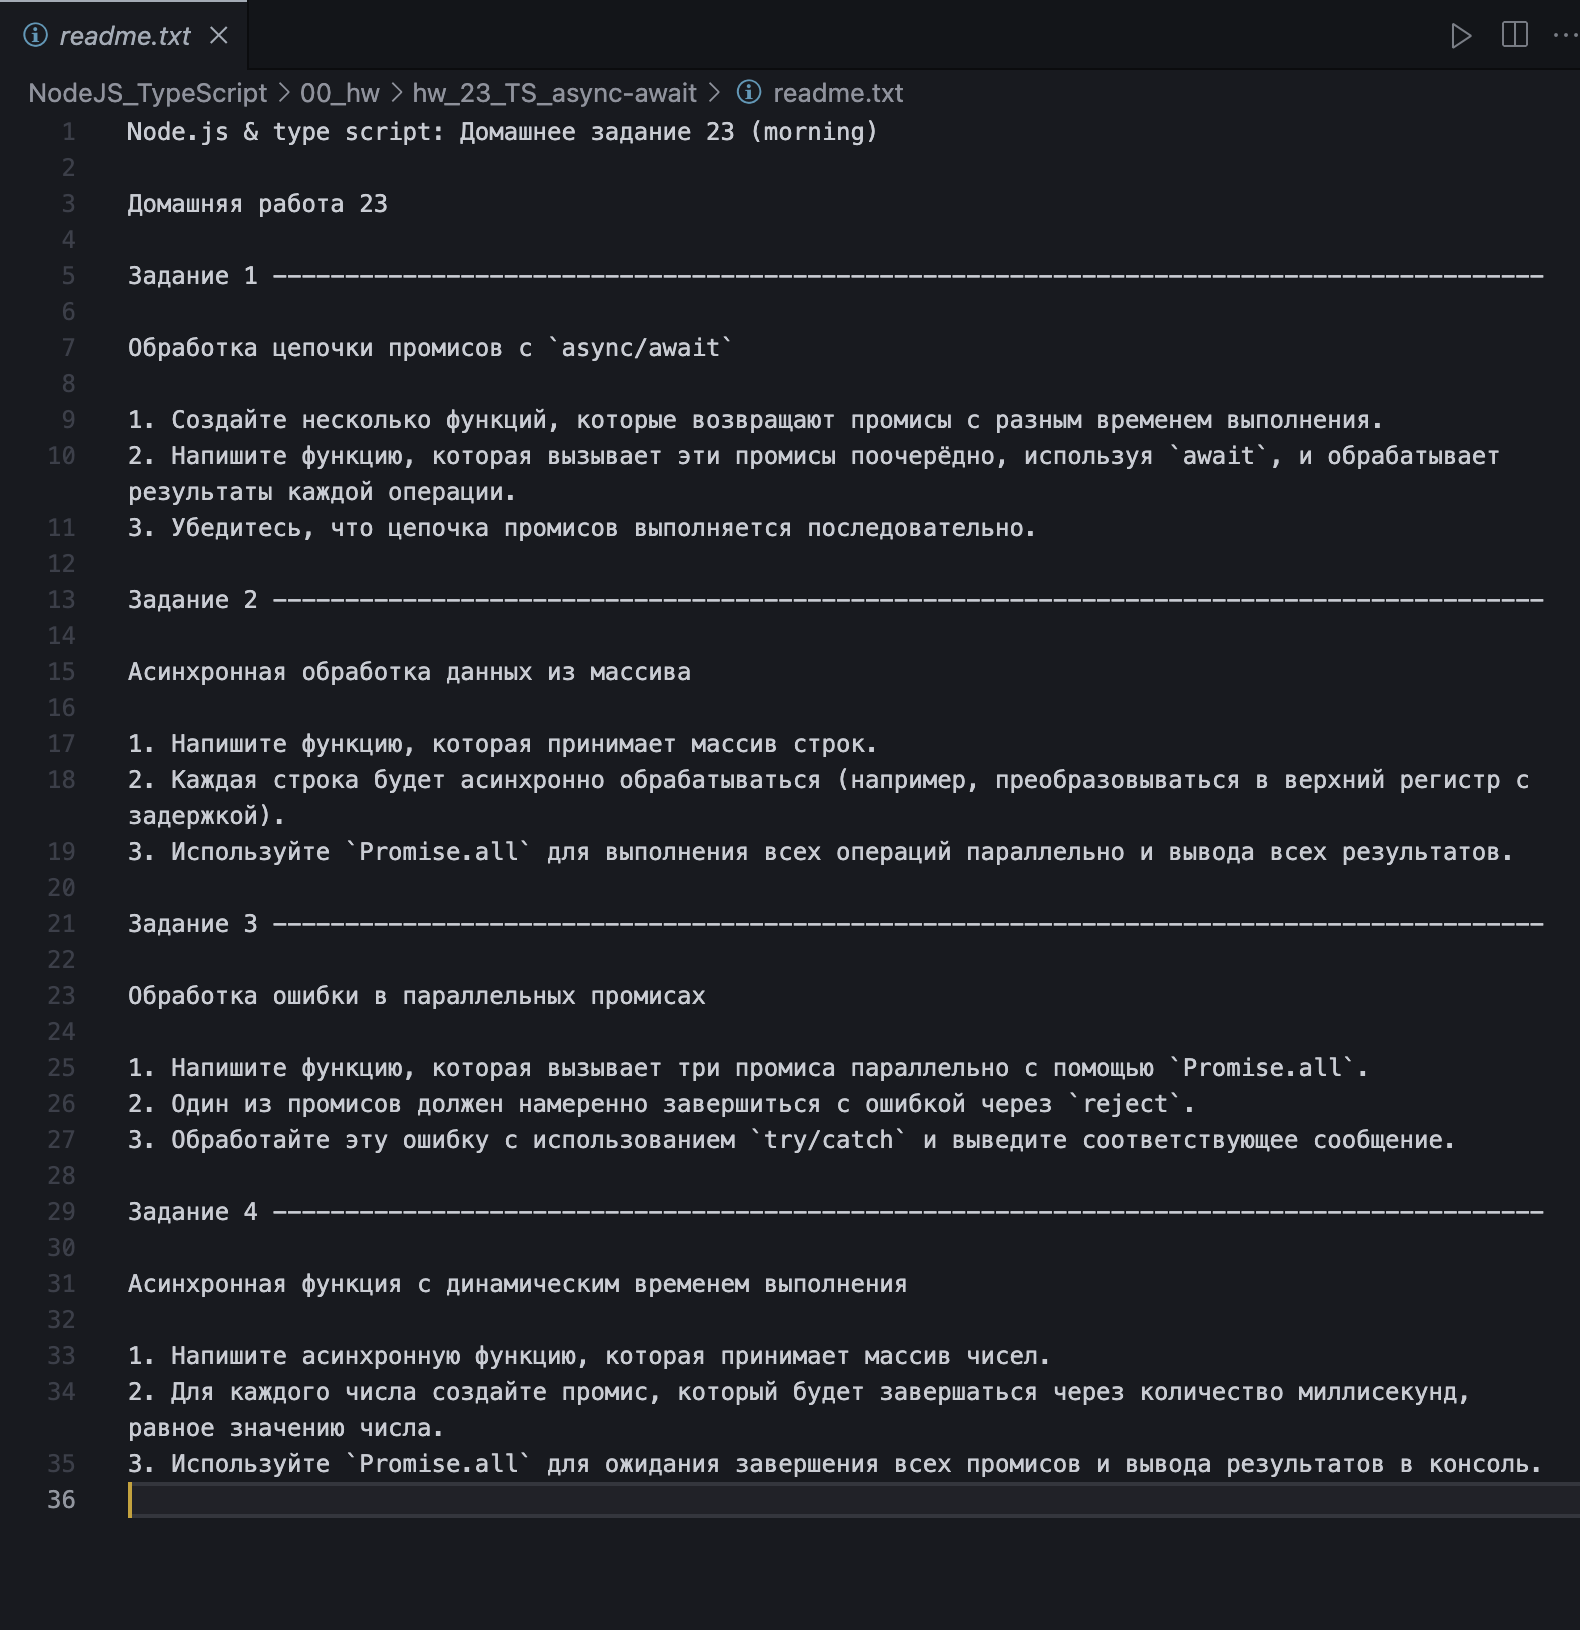 readme.txt
NodeJS_TypeScript > 00_hw > hw_23_TS_async-await > readme.txt
1 Node.js & type script: Домашнее задание 23 (morning)
2
3 Домашняя работа 23
4
5 Задание 1 ----------------------------------------------------------------------------------------
6
7 Обработка цепочки промисов с `async/await`
8
9 1. Создайте несколько функций, которые возвращают промисы с разным временем выполнения.
10 2. Напишите функцию, которая вызывает эти промисы поочерёдно, используя `await`, и обрабатывает
результаты каждой операции.
11 3. Убедитесь, что цепочка промисов выполняется последовательно.
12
13 Задание 2 ----------------------------------------------------------------------------------------
14
15 Асинхронная обработка данных из массива
16
17 1. Напишите функцию, которая принимает массив строк.
18 2. Каждая строка будет асинхронно обрабатываться (например, преобразовываться в верхний регистр с
задержкой).
19 3. Используйте `Promise.all` для выполнения всех операций параллельно и вывода всех результатов.
20
21 Задание 3 ----------------------------------------------------------------------------------------
22
23 Обработка ошибки в параллельных промисах
24
25 1. Напишите функцию, которая вызывает три промиса параллельно с помощью `Promise.all`.
26 2. Один из промисов должен намеренно завершиться с ошибкой через `reject`.
27 3. Обработайте эту ошибку с использованием `try/catch` и выведите соответствующее сообщение.
28
29 Задание 4 ----------------------------------------------------------------------------------------
30
31 Асинхронная функция с динамическим временем выполнения
32
33 1. Напишите асинхронную функцию, которая принимает массив чисел.
34 2. Для каждого числа создайте промис, который будет завершаться через количество миллисекунд,
равное значению числа.
35 3. Используйте `Promise.all` для ожидания завершения всех промисов и вывода результатов в консоль.
36